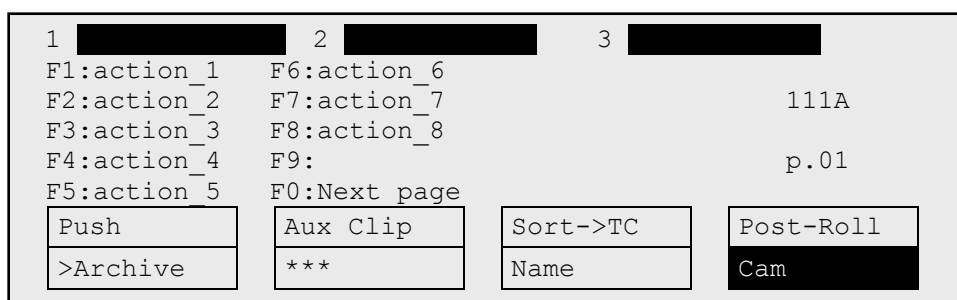 1 2 3
F1:action_1 F6:action_6
F2:action_2 F7:action_7 111A
F3:action_3 F8:action_8
F4:action_4 F9: p.01
F5:action_5 F0:Next page
Push Aux Clip Sort->TC Post-Roll
>Archive *** Name Cam